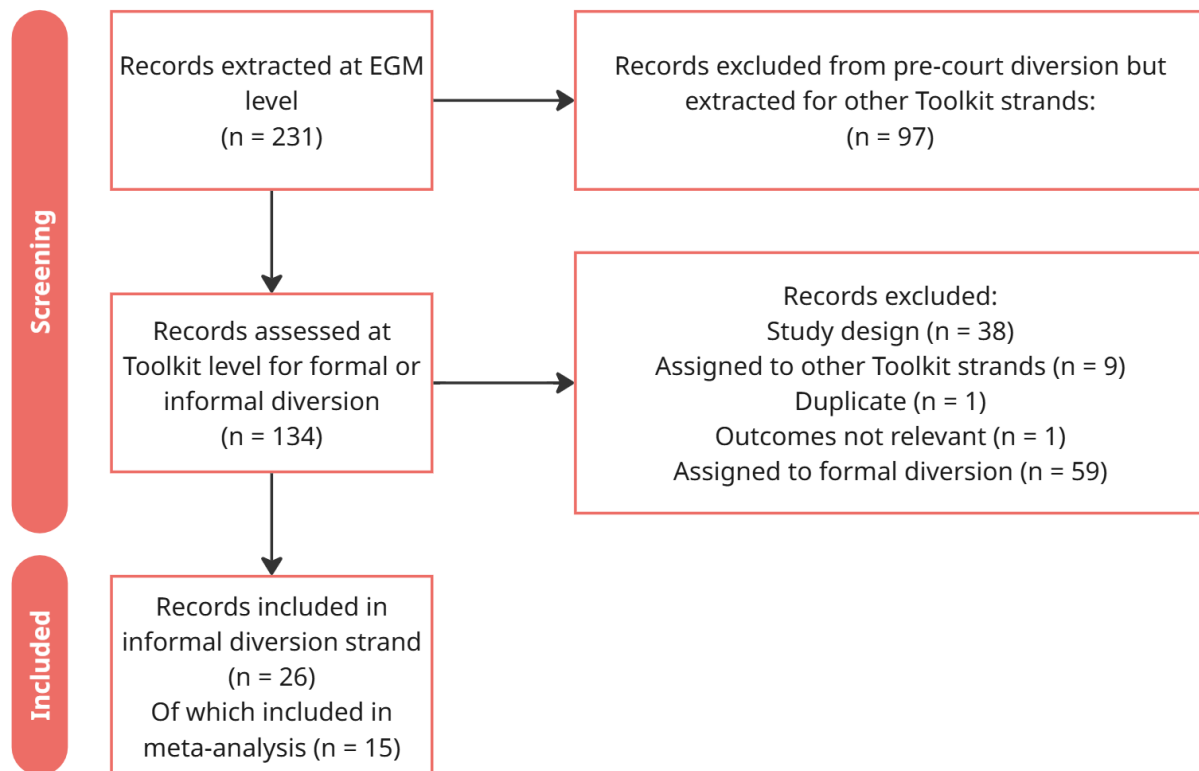 Screening
Records extracted at EGM
level
(n = 231)
Records excluded from pre-court diversion but
extracted for other Toolkit strands:
(n = 97)
Records assessed at
Toolkit level for formal or
informal diversion
(n = 134)
Records excluded:
Study design (n = 38)
Assigned to other Toolkit strands (n = 9)
Duplicate (n = 1)
Outcomes not relevant (n = 1)
Assigned to formal diversion (n = 59)
Included
Records included in
informal diversion strand
(n = 26)
Of which included in
meta-analysis (n = 15)